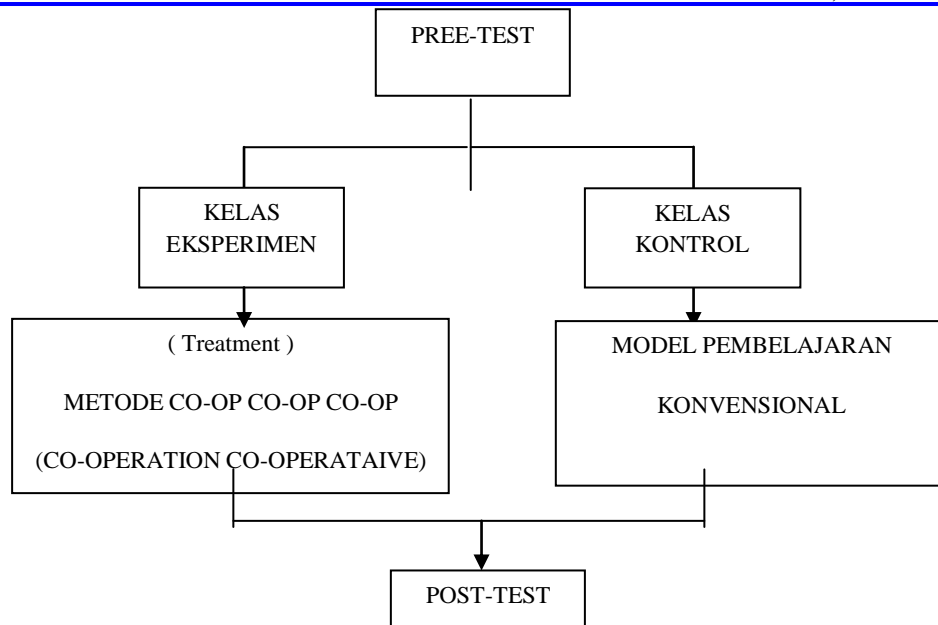 PREE-TEST
KELAS
EKSPERIMEN
KELAS
KONTROL
( Treatment )
METODE CO-OP CO-OP CO-OP
(CO-OPERATION CO-OPERATAIVE)
MODEL PEMBELAJARAN
KONVENSIONAL
POST-TEST